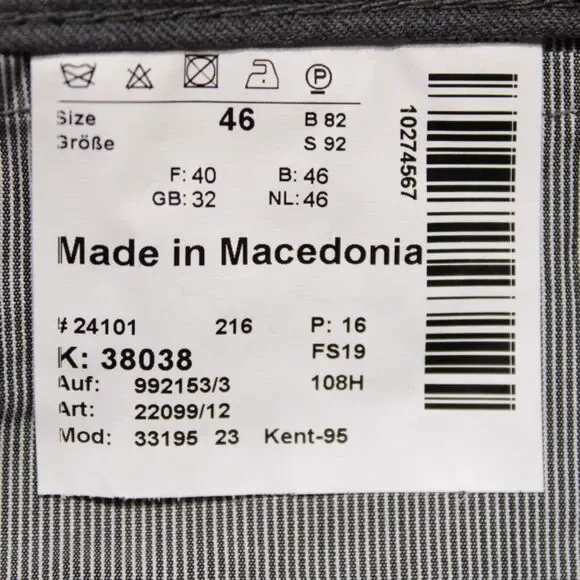 P
Size 46 B 82
Größe S 92
F: 40 B: 46
GB: 32 NL: 46
Made in Macedonia
# 24101 216 P: 16
K: 38038 FS19
Auf: 992153/3 108H
Art: 22099/12
Mod: 33195 23 Kent-95
10274567